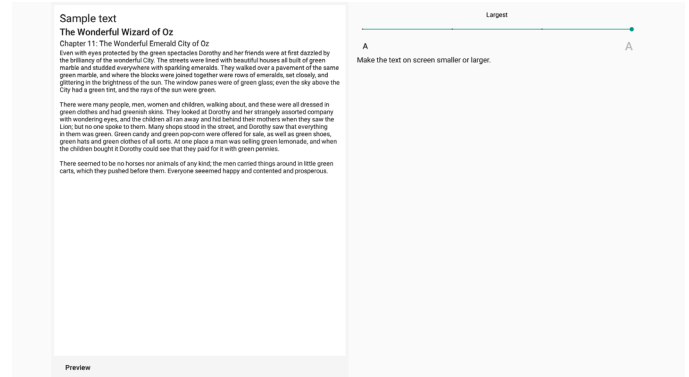 Sample text
The Wonderful Wizard of Oz
Chapter 11: The Wonderful Emerald City of Oz
Even with eyes protected by the green spectacles Dorothy and her friends were at first dazzled by
the brilliancy of the wonderful City. The streets were lined with beautiful houses all built of green
marble and studded everywhere with sparkling emeralds. They walked over a pavement of the same
green marble, and where the blocks were joined together were rows of emeralds, set closely, and
glittering in the brightness of the sun. The window panes were of green glass; even the sky above the
City had a green tint, and the rays of the sun were green.
There were many people, men, women and children, walking about, and these were all dressed in
green clothes and had greenish skins. They looked at Dorothy and her strangely assorted company
with wondering eyes, and the children all ran away and hid behind their mothers when they saw the
Lion; but no one spoke to them. Many shops stood in the street, and Dorothy saw that everything
in them was green. Green candy and green pop-corn were offered for sale, as well as green shoes,
green hats and green clothes of all sorts. At one place a man was selling green lemonade, and when
the children bought it Dorothy could see that they paid for it with green pennies.
There seemed to be no horses nor animals of any kind; the men carried things around in little green
carts, which they pushed before them. Everyone seeemed happy and contented and prosperous.
Preview
Largest
A
A
Make the text on screen smaller or larger.